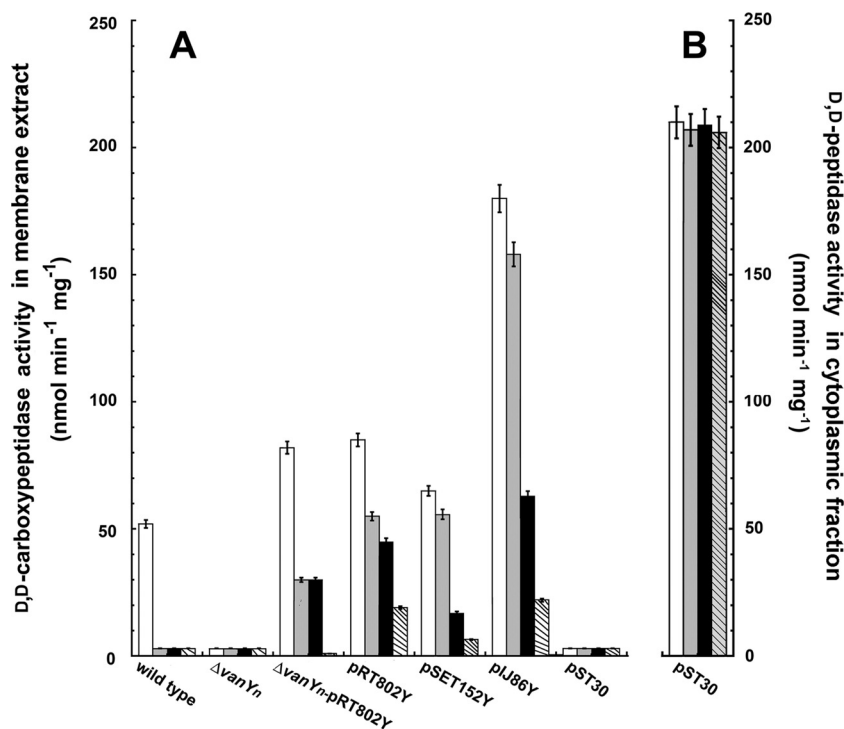 A
B
D,D-carboxypeptidase activity in membrane extract
(nmol min⁻¹ mg⁻¹)
250
200
150
100
50
0
wild type
ΔvanYₙ
ΔvanYₙ-pRT802Y
pRT802Y
pSET152Y
pIJ86Y
pST30
pST30
250
200
150
100
50
0
D,D-peptidase activity in cytoplasmic fraction
(nmol min⁻¹ mg⁻¹)